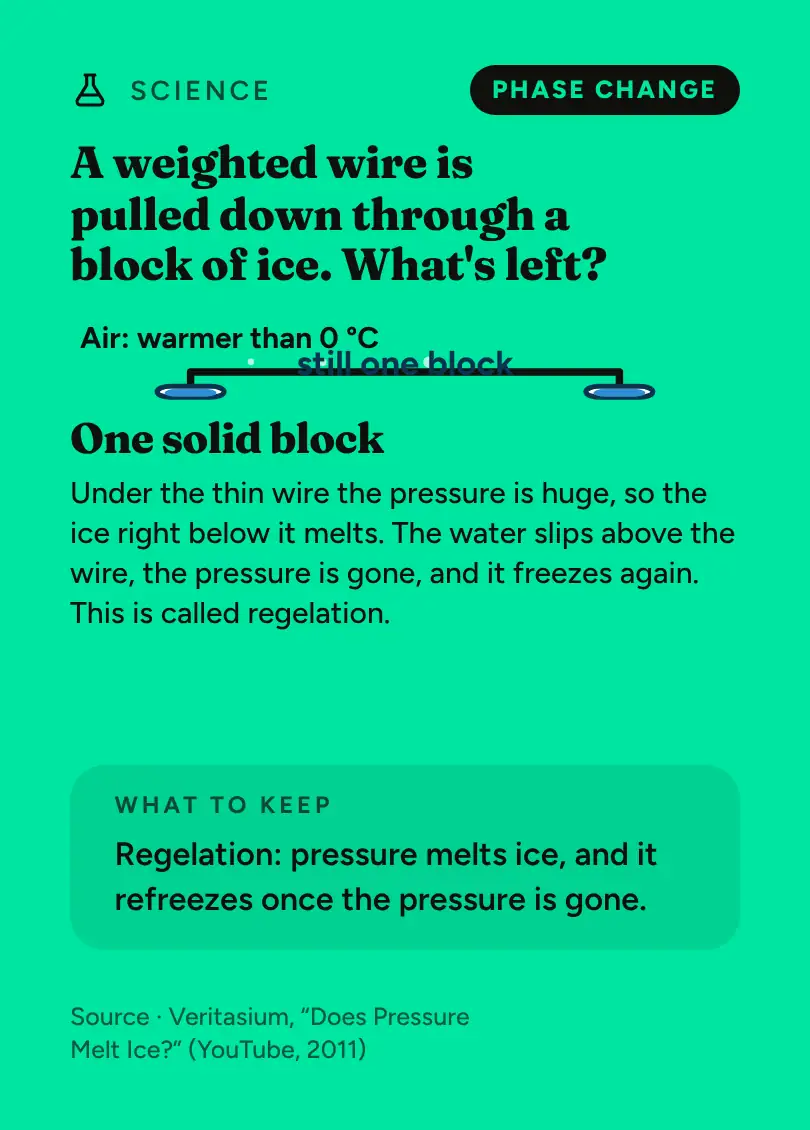 SCIENCE
PHASE CHANGE
A weighted wire is
pulled down through a
block of ice. What's left?
Air: warmer than 0 °C
still one block
One solid block
Under the thin wire the pressure is huge, so the
ice right below it melts. The water slips above the
wire, the pressure is gone, and it freezes again.
This is called regelation.
WHAT TO KEEP
Regelation: pressure melts ice, and it
refreezes once the pressure is gone.
Source · Veritasium, “Does Pressure
Melt Ice?” (YouTube, 2011)